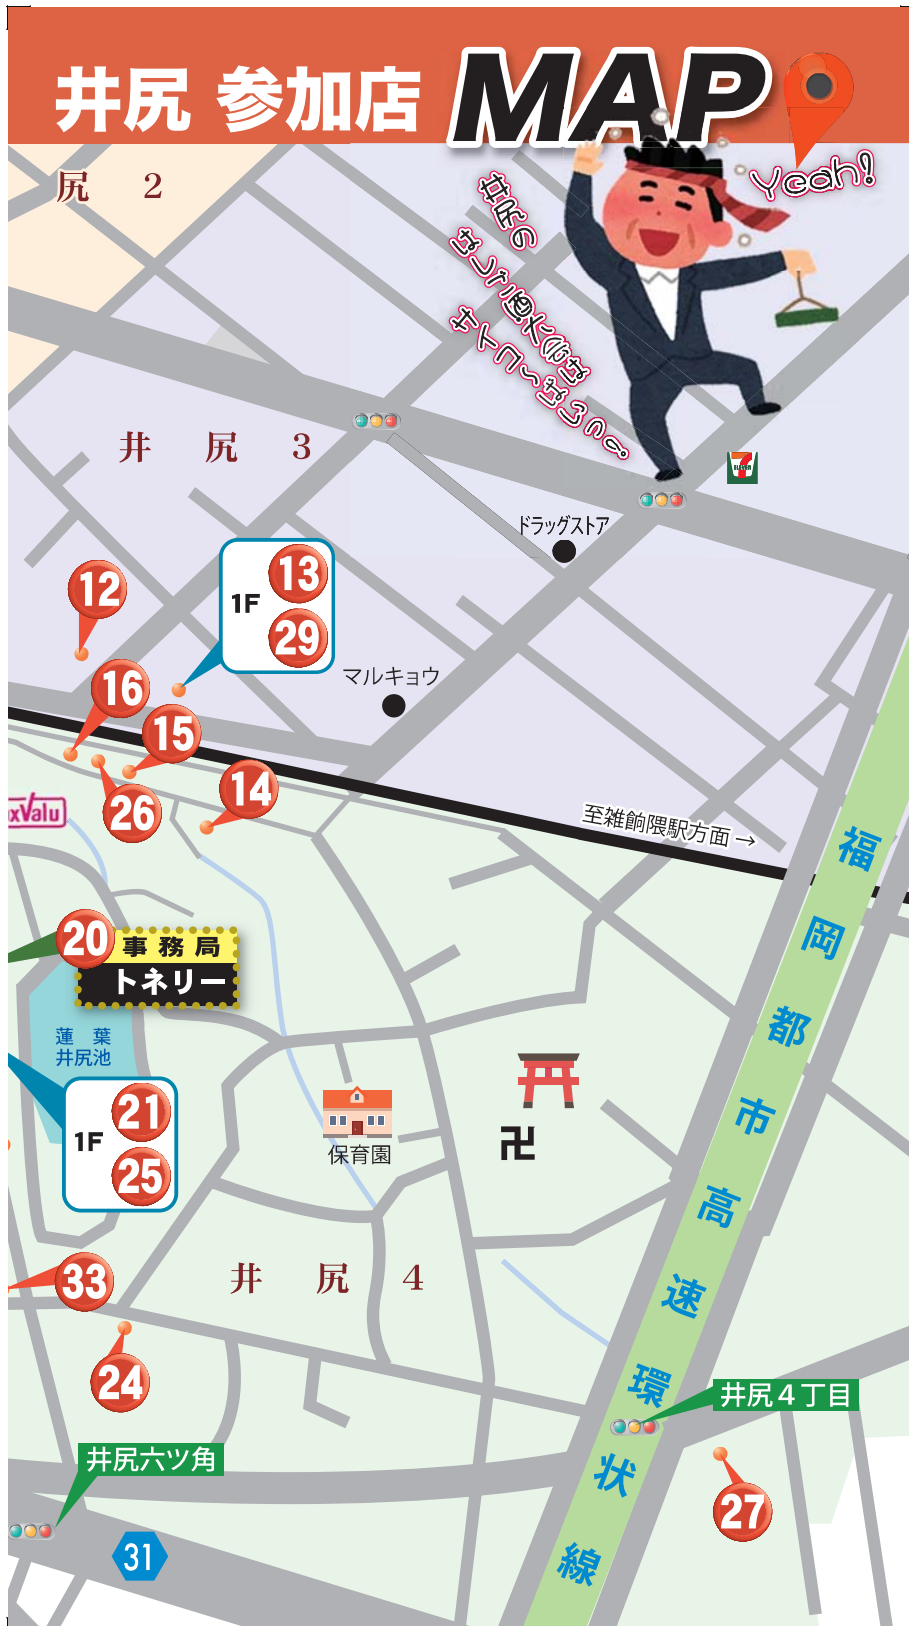 井尻 参加店 MAP
Yeah!
尻 2
井尻の
はしご酒大会は
サイコ〜ばい
ELEVEN
井 尻 3
ドラッグストア
12
1F
13
29
16
マルキョウ
15
14
26
xValu
至雑餉隈駅方面→
20
事務局
トネリー
蓮 葉
井尻池
1F
21
25
保育園
卍
33
井 尻 4
24
福岡都市高速環状線
井尻4丁目
井尻六ツ角
27
31